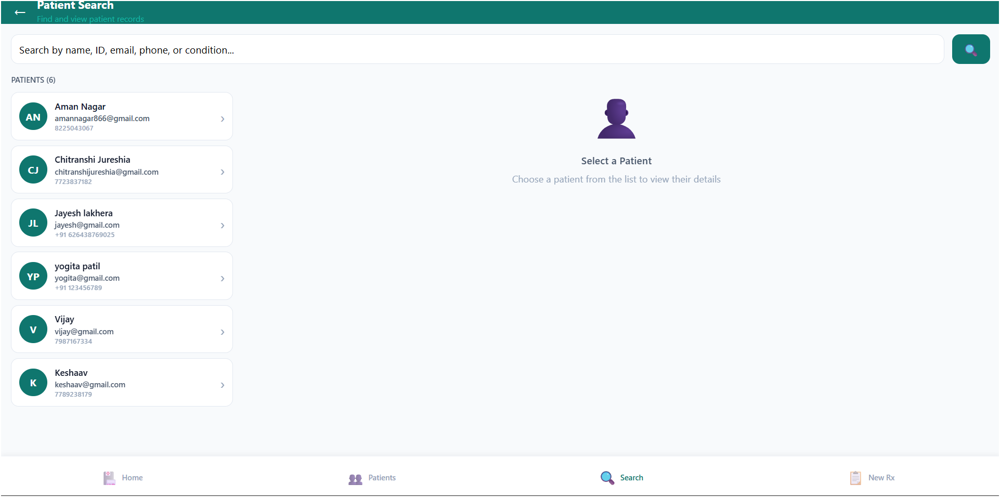 ←
Patient Search
Find and view patient records
Search by name, ID, email, phone, or condition...
PATIENTS (6)
AN
Aman Nagar
amannagar866@gmail.com
8225043067
›
CJ
Chitranshi Jureshia
chitranshijureshia@gmail.com
7723837182
›
JL
Jayesh lakhera
jayesh@gmail.com
+91 626438769025
›
YP
yogita patil
yogita@gmail.com
+91 123456789
›
V
Vijay
vijay@gmail.com
7987167334
›
K
Keshaav
keshaav@gmail.com
7789238179
›
Select a Patient
Choose a patient from the list to view their details
Home
Patients
Search
New Rx